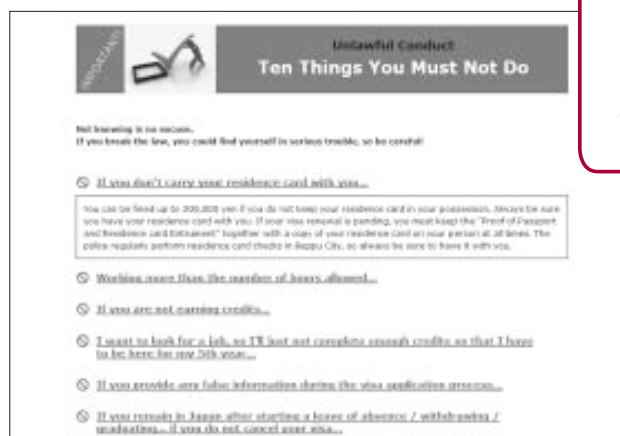 IMPORTANT!
Unlawful Conduct
Ten Things You Must Not Do
Not knowing is no excuse.
If you break the law, you could find yourself in serious trouble, so be careful!
If you don't carry your residence card with you...
You can be fined up to 200,000 yen if you do not keep your residence card in your possession. Always be sure
you have your residence card with you. If your visa renewal is pending, you must keep the "Proof of Passport
and Residence card Entrustment" together with a copy of your residence card on your person at all times. The
police regularly perform residence card checks in Beppu City, so always be sure to have it with you.
Working more than the number of hours allowed...
If you are not earning credits...
I want to look for a job, so I'll just not complete enough credits so that I have
to be here for my 5th year...
If you provide any false information during the visa application process...
If you remain in Japan after starting a leave of absence / withdrawing /
graduating... if you do not cancel your visa...